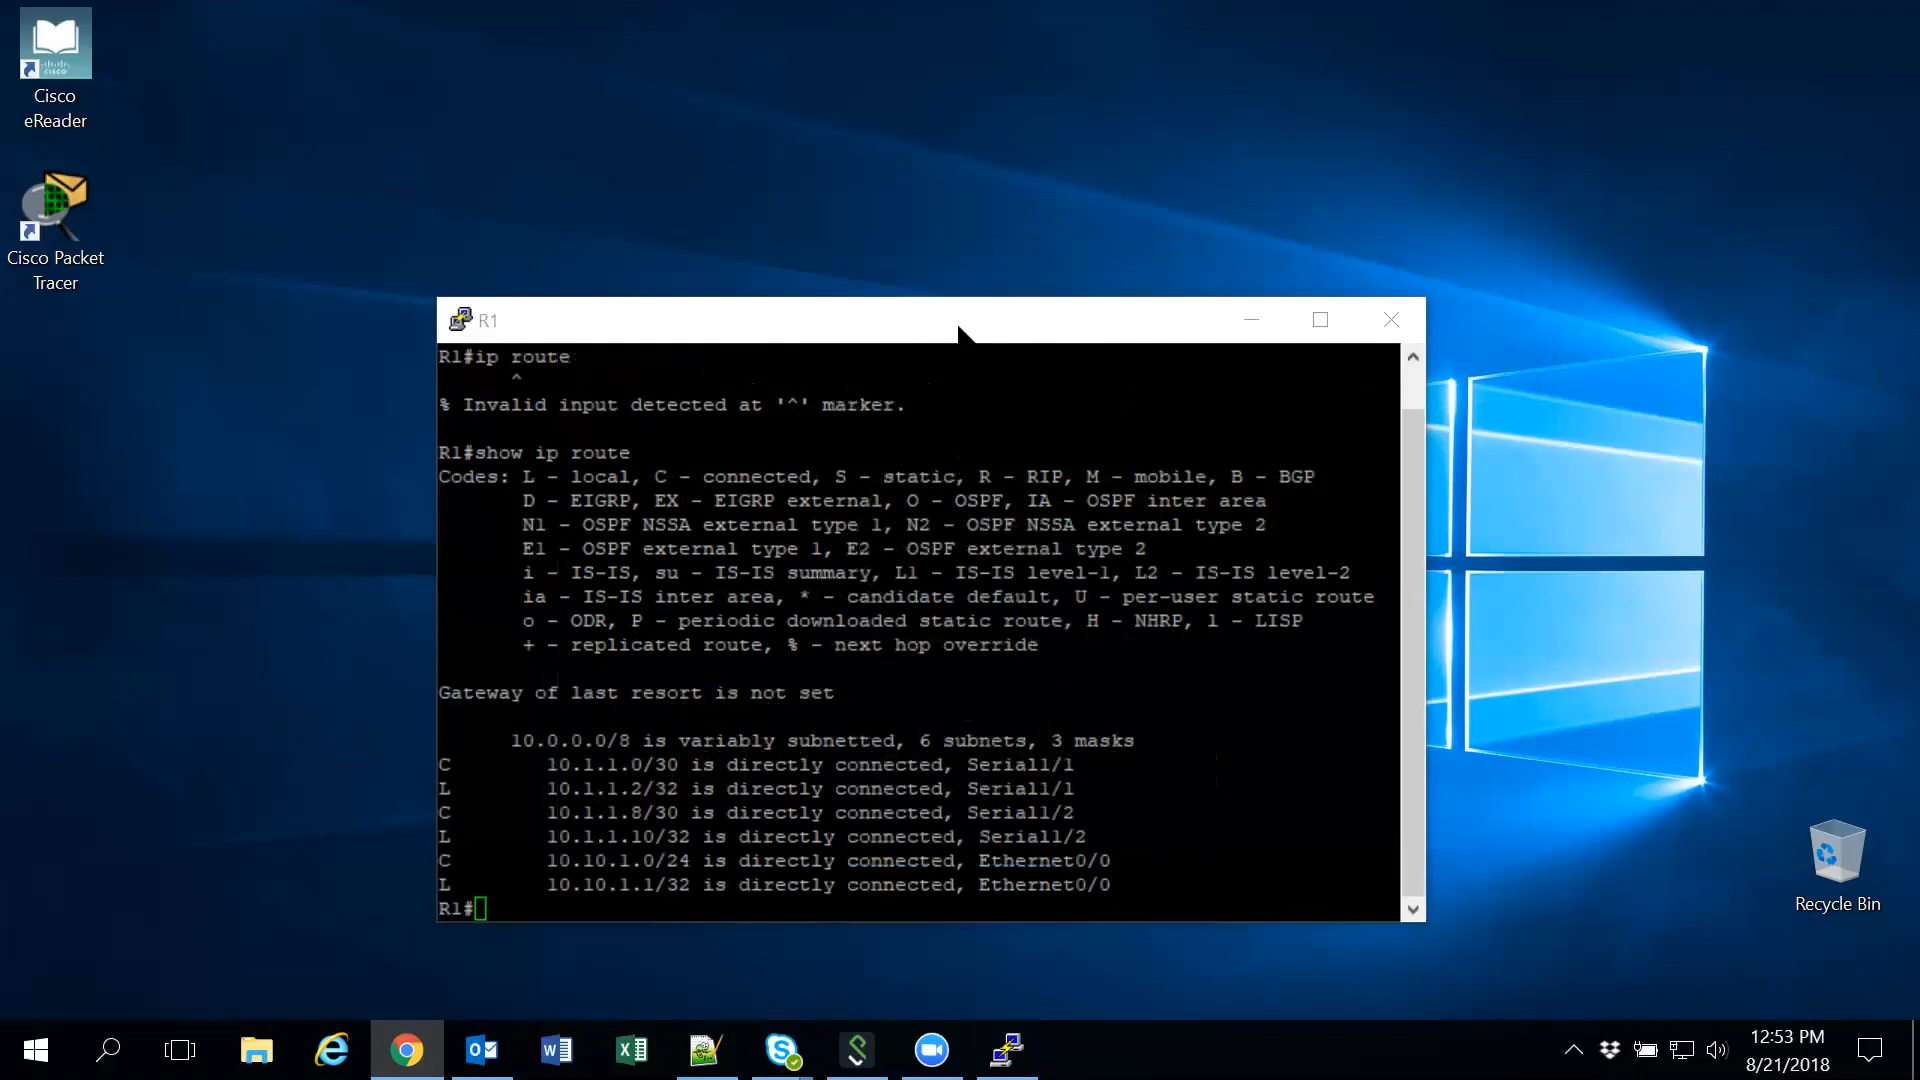 Cisco
eReader
Cisco Packet
Tracer
R1
R1#ip route
^
% Invalid input detected at '^' marker.
R1#show ip route
Codes: L - local, C - connected, S - static, R - RIP, M - mobile, B - BGP
D - EIGRP, EX - EIGRP external, O - OSPF, IA - OSPF inter area
N1 - OSPF NSSA external type 1, N2 - OSPF NSSA external type 2
E1 - OSPF external type 1, E2 - OSPF external type 2
i - IS-IS, su - IS-IS summary, L1 - IS-IS level-1, L2 - IS-IS level-2
ia - IS-IS inter area, * - candidate default, U - per-user static route
o - ODR, P - periodic downloaded static route, H - NHRP, l - LISP
+ - replicated route, % - next hop override
Gateway of last resort is not set
10.0.0.0/8 is variably subnetted, 6 subnets, 3 masks
C 10.1.1.0/30 is directly connected, Serial1/1
L 10.1.1.2/32 is directly connected, Serial1/1
C 10.1.1.8/30 is directly connected, Serial1/2
L 10.1.1.10/32 is directly connected, Serial1/2
C 10.10.1.0/24 is directly connected, Ethernet0/0
L 10.10.1.1/32 is directly connected, Ethernet0/0
R1#
Recycle Bin
12:53 PM
8/21/2018